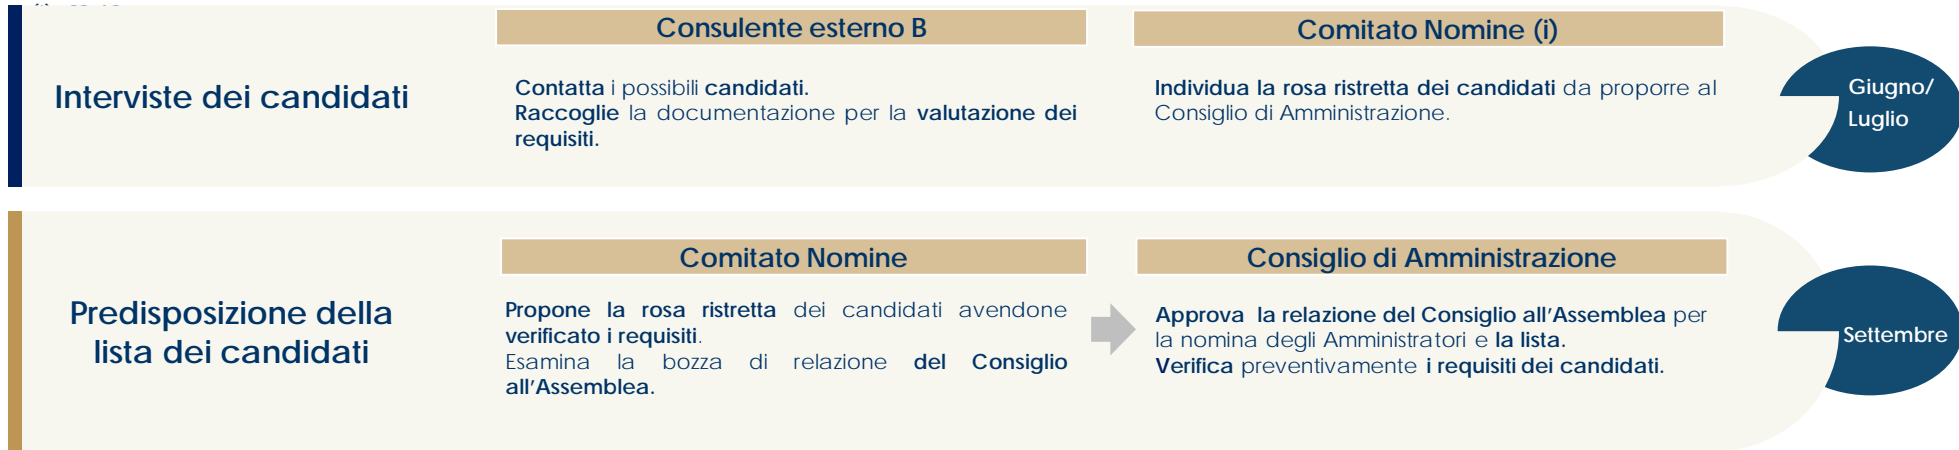 Consulente esterno B
Comitato Nomine (i)
Interviste dei candidati
Contatta i possibili candidati.
Raccoglie la documentazione per la valutazione dei
requisiti.
Individua la rosa ristretta dei candidati da proporre al
Consiglio di Amministrazione.
Giugno/
Luglio
Comitato Nomine
Consiglio di Amministrazione
Predisposizione della
lista dei candidati
Propone la rosa ristretta dei candidati avendone
verificato i requisiti.
Esamina la bozza di relazione del Consiglio
all'Assemblea.
Approva la relazione del Consiglio all'Assemblea per
la nomina degli Amministratori e la lista.
Verifica preventivamente i requisiti dei candidati.
Settembre